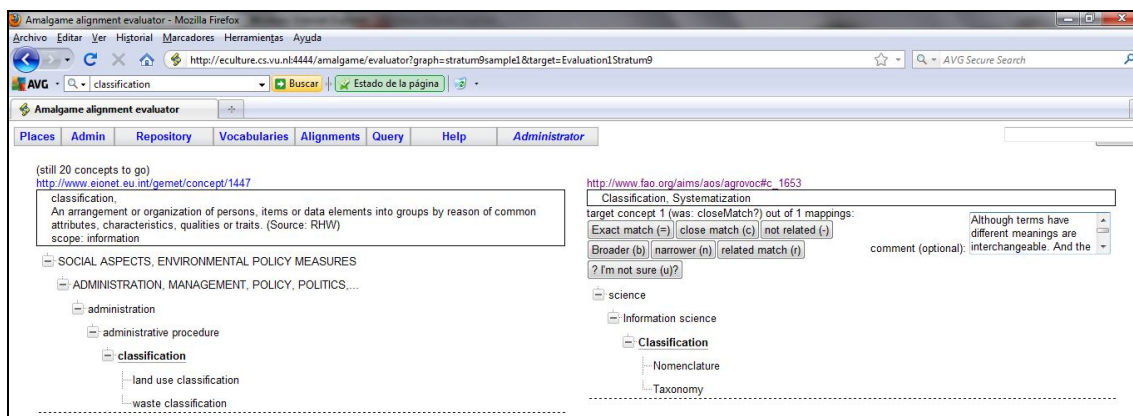 Amalgame alignment evaluator - Mozilla Firefox
Archivo Editar Ver Historial Marcadores Herramientas Ayuda
http://eculture.cs.vu.nl:4444/amalgame/evaluator?graph=stratum9sample1&target=Evaluation1Stratum9
AVG Secure Search
AVG classification Buscar Estado de la página
Amalgame alignment evaluator
Places Admin Repository Vocabularies Alignments Query Help Administrator
(still 20 concepts to go)
http://www.eionet.eu.int/gemet/concept/1447
classification,
An arrangement or organization of persons, items or data elements into groups by reason of common
attributes, characteristics, qualities or traits. (Source: RHW)
scope: information
SOCIAL ASPECTS, ENVIRONMENTAL POLICY MEASURES
ADMINISTRATION, MANAGEMENT, POLICY, POLITICS,...
administration
administrative procedure
classification
land use classification
waste classification
http://www.fao.org/aims/aos/agrovoc#c_1653
Classification, Systematization
target concept 1 (was: closeMatch?) out of 1 mappings:
Exact match (=) close match (c) not related (-)
Broader (b) narrower (n) related match (r)
? I'm not sure (u)?
comment (optional):
Although terms have
different meanings are
interchangeable. And the
science
Information science
Classification
Nomenclature
Taxonomy